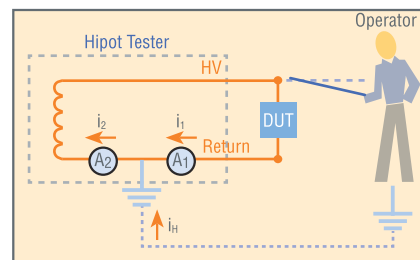 Operator
Hipot Tester
HV
i2
i1
DUT
A2
A1
Return
iH